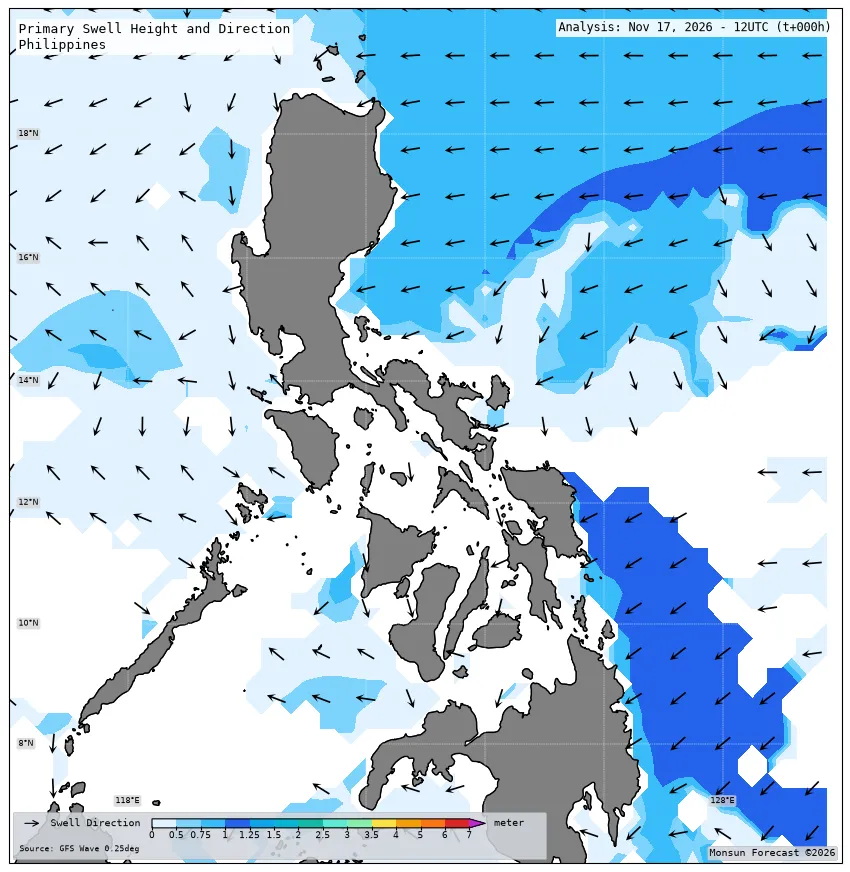 Primary Swell Height and Direction
Philippines
Analysis: Nov 17, 2026 - 12UTC (t+000h)
18°N
16°N
14°N
12°N
10°N
8°N
118°E
128°E
Swell Direction
0 0.5 0.75 1 1.25 1.5 2 2.5 3 3.5 4 5 6 7
meter
Source: GFS Wave 0.25deg
Monsun Forecast ©2026